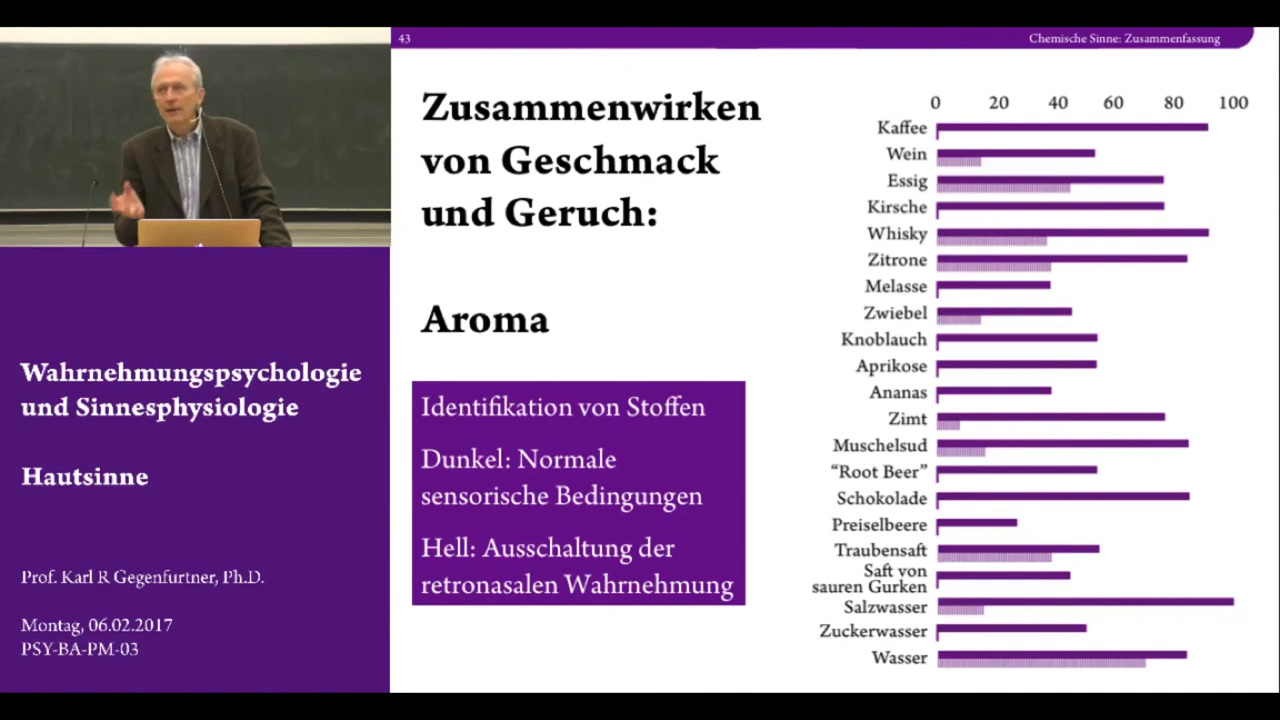 43
Chemische Sinne: Zusammenfassung
Zusammenwirken
von Geschmack
und Geruch:
Aroma
Identifikation von Stoffen
Dunkel: Normale
sensorische Bedingungen
Hell: Ausschaltung der
retronasalen Wahrnehmung
0 20 40 60 80 100
Kaffee
Wein
Essig
Kirsche
Whisky
Zitrone
Melasse
Zwiebel
Knoblauch
Aprikose
Ananas
Zimt
Muschelsud
“Root Beer”
Schokolade
Preiselbeere
Traubensaft
Saft von
sauren Gurken
Salzwasser
Zuckerwasser
Wasser
Wahrnehmungspsychologie
und Sinnesphysiologie
Hautsinne
Prof. Karl R Gegenfurtner, Ph.D.
Montag, 06.02.2017
PSY-BA-PM-03